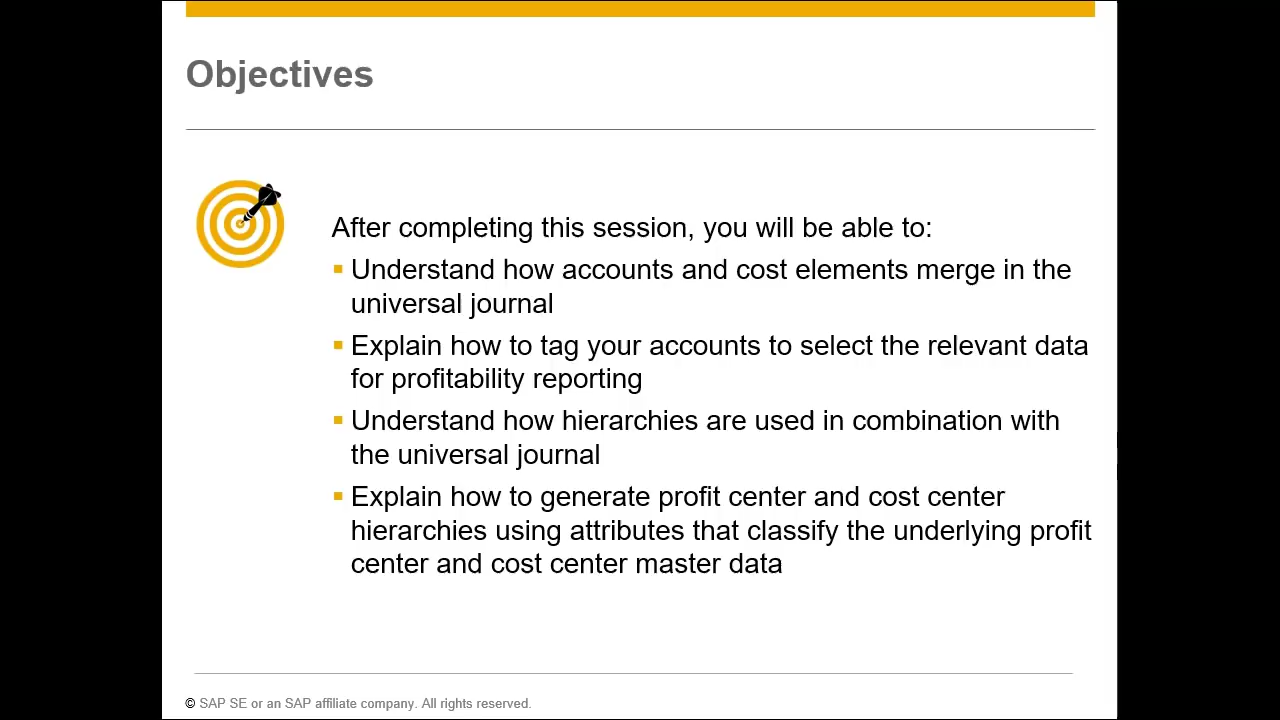 Objectives
After completing this session, you will be able to:
Understand how accounts and cost elements merge in the
universal journal
Explain how to tag your accounts to select the relevant data
for profitability reporting
Understand how hierarchies are used in combination with
the universal journal
Explain how to generate profit center and cost center
hierarchies using attributes that classify the underlying profit
center and cost center master data
© SAP SE or an SAP affiliate company. All rights reserved.